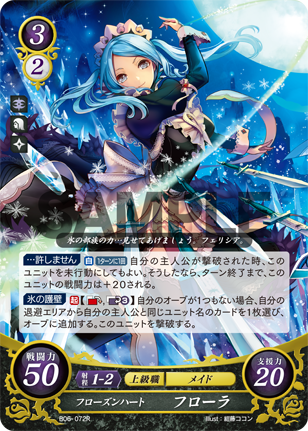 3
2
SAMPLE
氷の部族の力…見せてあげましょう、フェリシア。
…許しません 自 1ターンに1回 自分の主人公が撃破された時、この
ユニットを未行動にしてもよい。そうしたなら、ターン終了まで、この
ユニットの戦闘力は+20される。
氷の護壁 起 【 、 】自分のオーブが1つもない場合、自分の
退避エリアから自分の主人公と同じユニット名のカードを1枚選び、
オーブに追加する。このユニットを撃破する。
戦闘力
50
射程 1-2 上級職 メイド
支援力
20
フローズンハート フローラ
B06-072R
Illust:超藤ココン